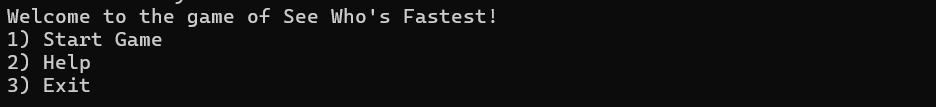 Welcome to the game of See Who's Fastest!
1) Start Game
2) Help
3) Exit